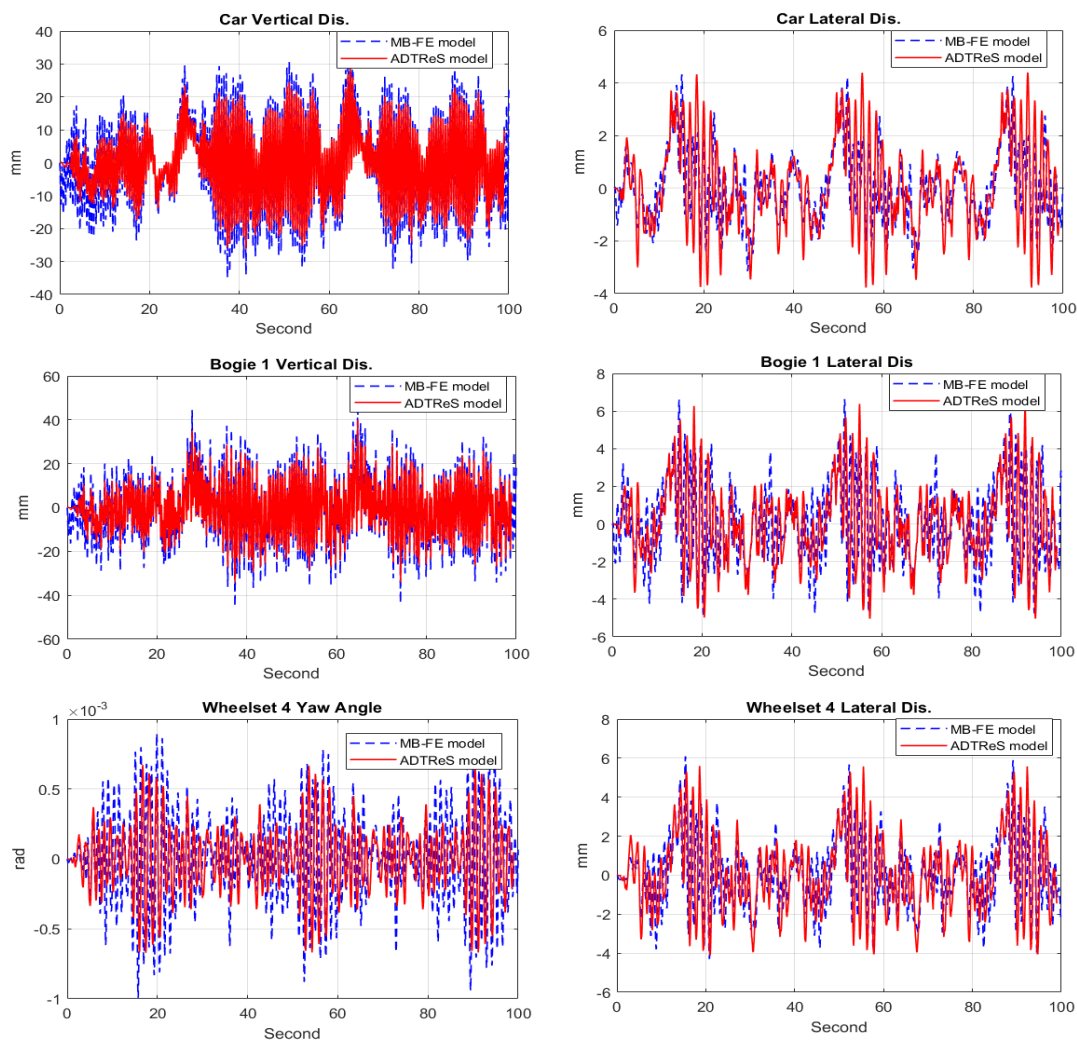 Car Vertical Dis.
40
30
20
10
0
-10
-20
-30
-40
mm
MB-FE model
ADTReS model
0 20 40 60 80 100
Second
Car Lateral Dis.
6
4
2
0
-2
-4
mm
MB-FE model
ADTReS model
0 20 40 60 80 100
Second
Bogie 1 Vertical Dis.
60
40
20
0
-20
-40
-60
mm
MB-FE model
ADTReS model
0 20 40 60 80 100
Second
Bogie 1 Lateral Dis
8
6
4
2
0
-2
-4
-6
mm
MB-FE model
ADTReS model
0 20 40 60 80 100
Second
Wheelset 4 Yaw Angle
×10⁻³
1
0.5
0
-0.5
-1
rad
MB-FE model
ADTReS model
0 20 40 60 80 100
Second
Wheelset 4 Lateral Dis.
8
6
4
2
0
-2
-4
-6
mm
MB-FE model
ADTReS model
0 20 40 60 80 100
Second